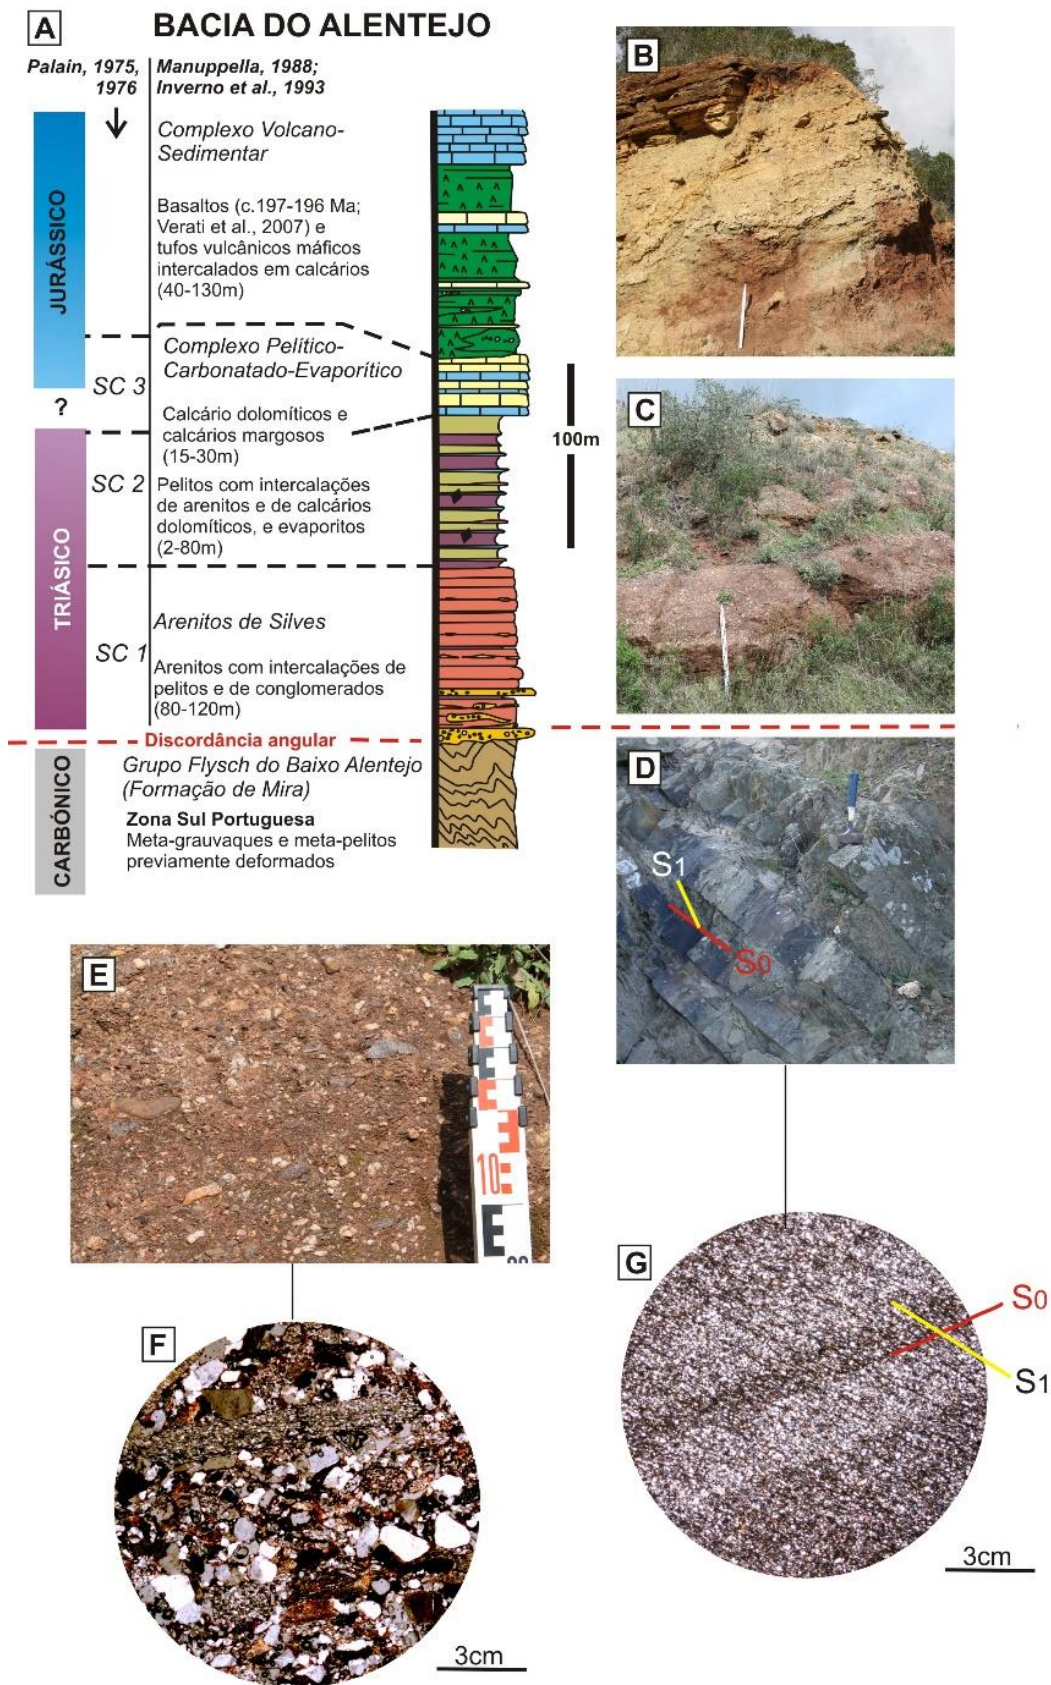 A
BACIA DO ALENTEJO
Palain, 1975,
1976
Manuppella, 1988;
Inverno et al., 1993
JURÁSSICO
?
TRIÁSICO
CARBÓNICO
SC 3
SC 2
SC 1
Complexo Volcano-
Sedimentar
Basaltos (c.197-196 Ma;
Verati et al., 2007) e
tufos vulcânicos máficos
intercalados em calcários
(40-130m)
Complexo Pelítico-
Carbonatado-Evaporítico
Calcário dolomíticos e
calcários margosos
(15-30m)
Pelitos com intercalações
de arenitos e de calcários
dolomíticos, e evaporitos
(2-80m)
Arenitos de Silves
Arenitos com intercalações de
pelitos e de conglomerados
(80-120m)
Discordância angular
Grupo Flysch do Baixo Alentejo
(Formação de Mira)
Zona Sul Portuguesa
Meta-grauvaques e meta-pelitos
previamente deformados
100m
B
C
D
S1
S0
E
10
F
3cm
G
S0
S1
3cm